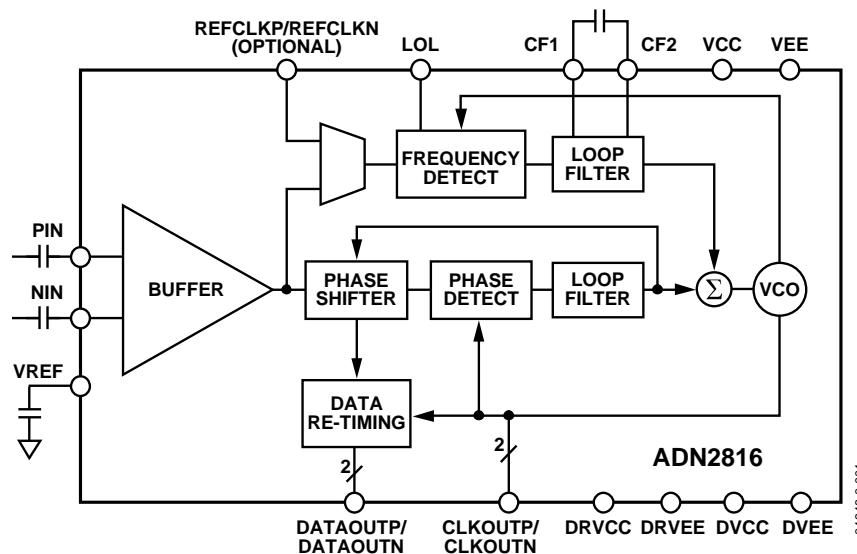 REFCLKP/REFCLKN
(OPTIONAL)
LOL
CF1
CF2
VCC
VEE
FREQUENCY
DETECT
LOOP
FILTER
PIN
NIN
BUFFER
PHASE
SHIFTER
PHASE
DETECT
LOOP
FILTER
Σ
VCO
VREF
DATA
RE-TIMING
2
2
ADN2816
DATAOUTP/
DATAOUTN
CLKOUTP/
CLKOUTN
DRVCC
DRVEE
DVCC
DVEE